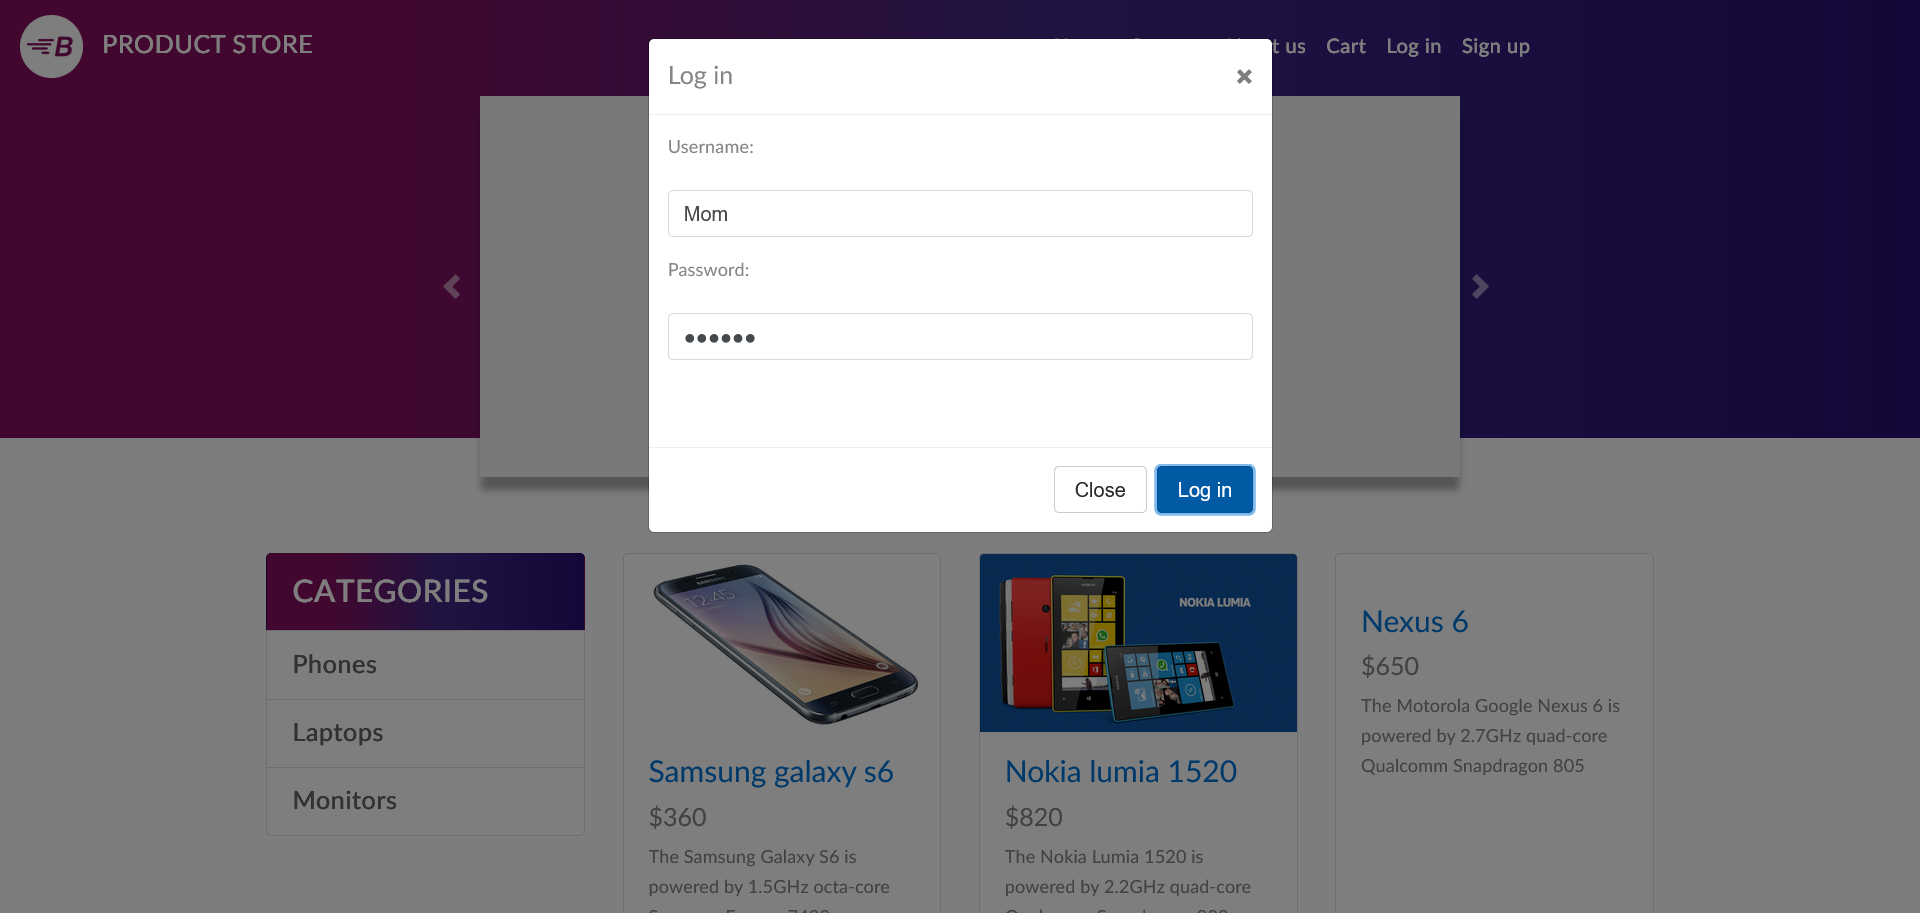 B
PRODUCT STORE
t us
Cart
Log in
Sign up
Log in
×
Username:
Mom
Password:
••••••
Close
Log in
CATEGORIES
Phones
Laptops
Monitors
SAMSUNG
12:45
Samsung galaxy s6
$360
The Samsung Galaxy S6 is
powered by 1.5GHz octa-core
NOKIA LUMIA
Nokia lumia 1520
$820
The Nokia Lumia 1520 is
powered by 2.2GHz quad-core
Nexus 6
$650
The Motorola Google Nexus 6 is
powered by 2.7GHz quad-core
Qualcomm Snapdragon 805